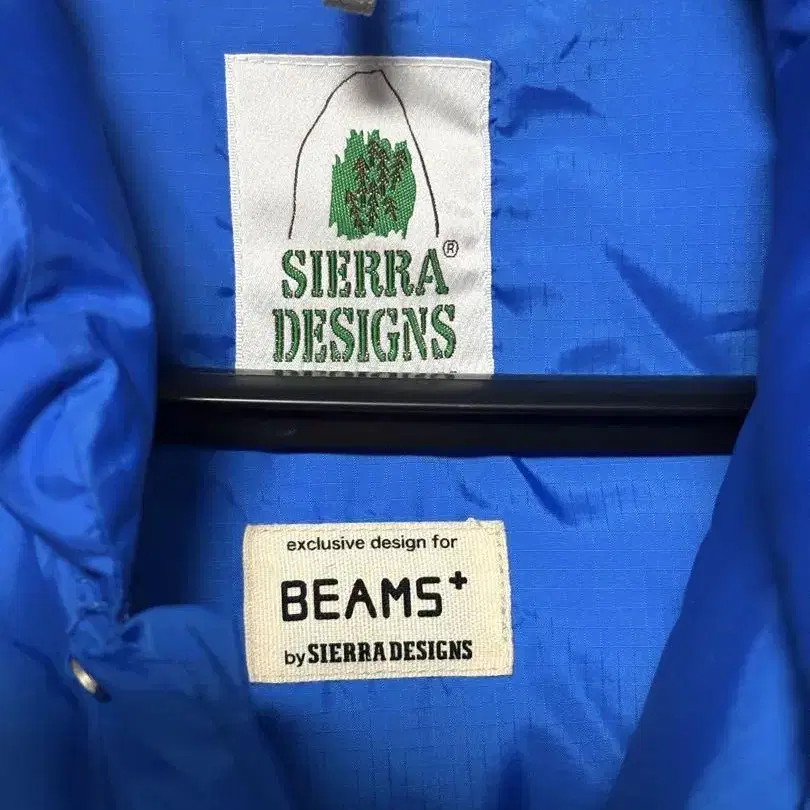 SIERRA®
DESIGNS
exclusive design for
BEAMS+
by SIERRA DESIGNS